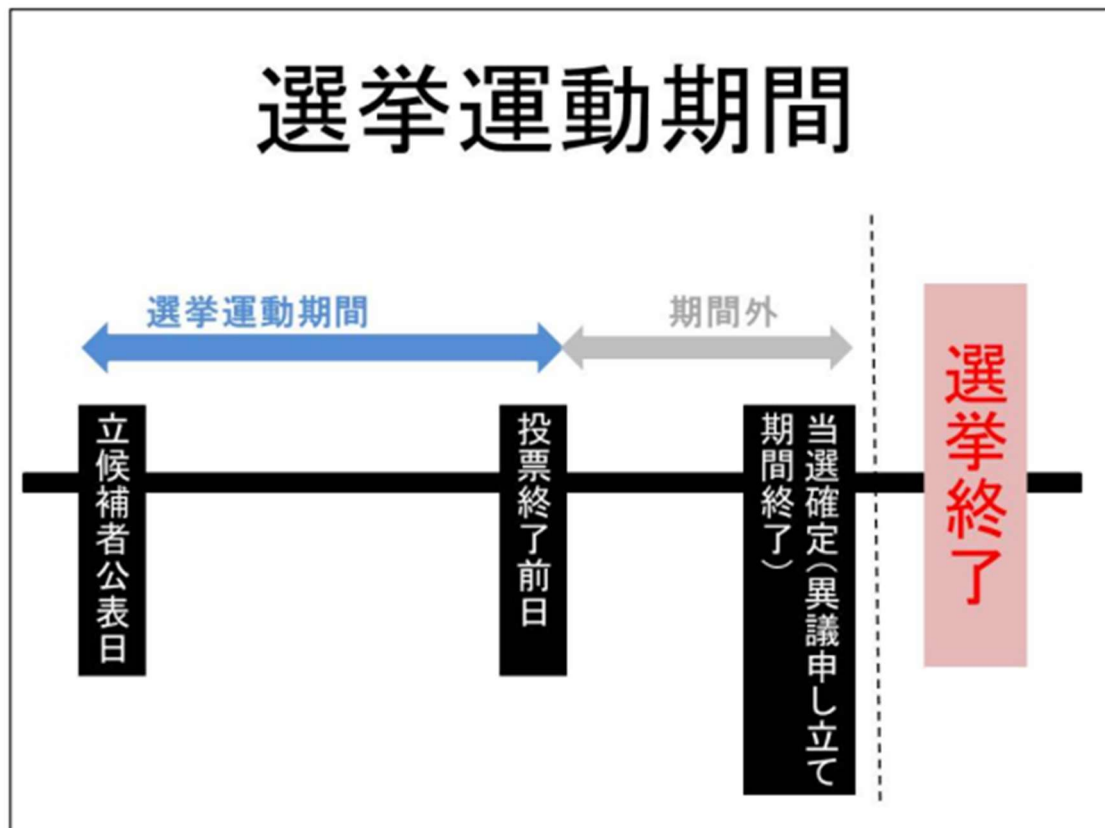 選挙運動期間
選挙運動期間
期間外
立候補者公表日
投票終了前日
当選確定(異議申し立て
期間終了)
選挙終了